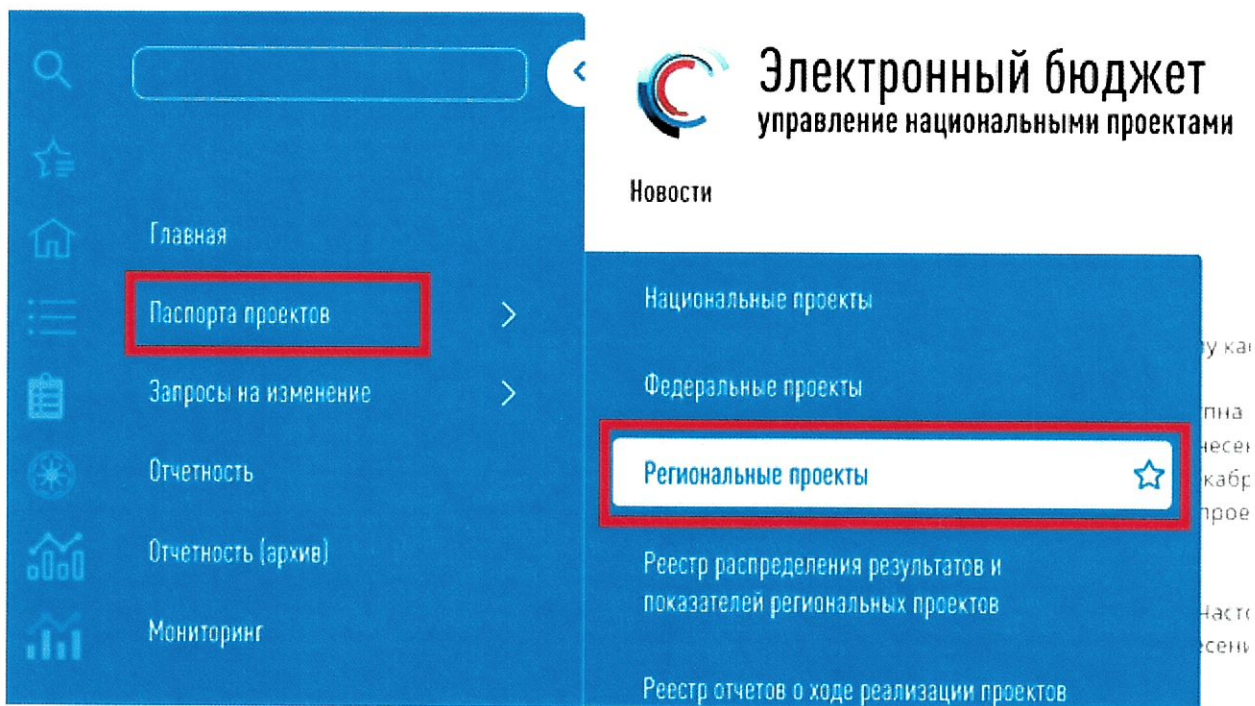 Электронный бюджет
управление национальными проектами
Новости
Главная
Паспорта проектов
Запросы на изменение
Отчетность
Отчетность (архив)
Мониторинг
Национальные проекты
Федеральные проекты
Региональные проекты
Реестр распределения результатов и
показателей региональных проектов
Реестр отчетов о ходе реализации проектов